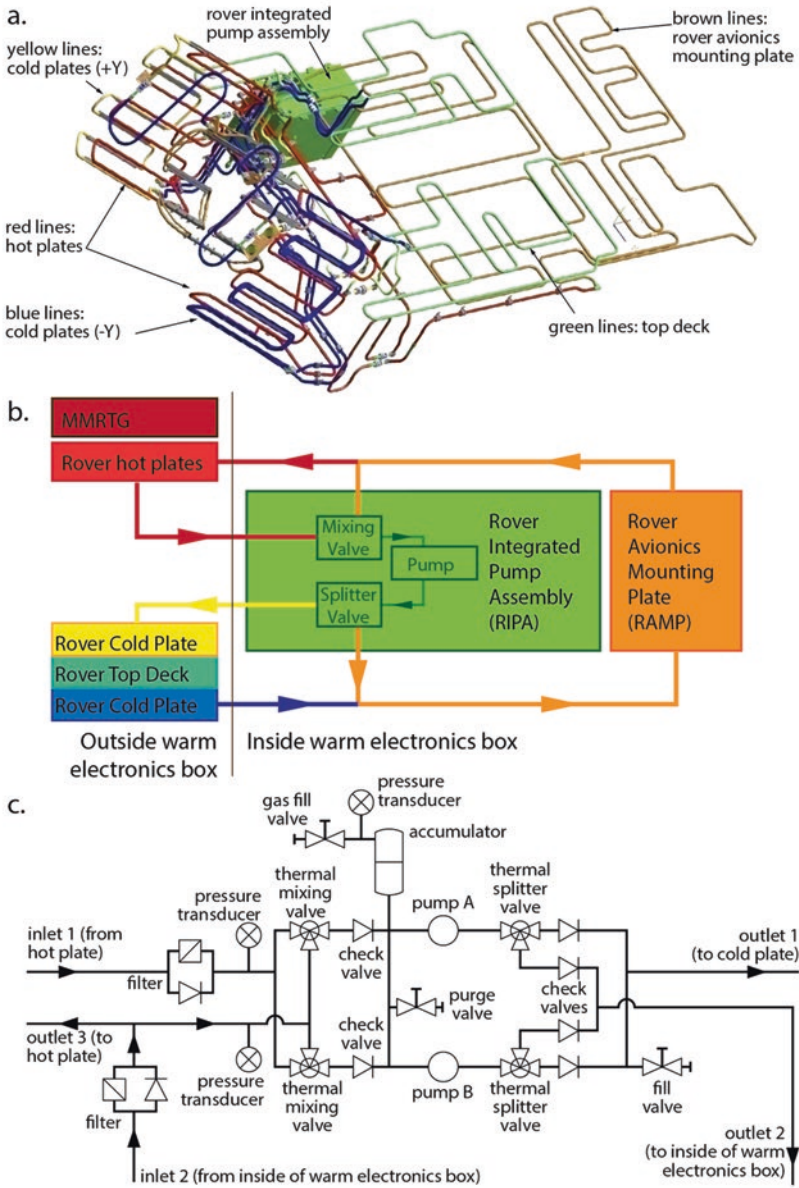 a.
rover integrated
pump assembly
brown lines:
rover avionics
mounting plate
yellow lines:
cold plates (+Y)
red lines:
hot plates
blue lines:
cold plates (-Y)
green lines: top deck
b.
MMRTG
Rover hot plates
Mixing
Valve
Pump
Splitter
Valve
Rover
Integrated
Pump
Assembly
(RIPA)
Rover
Avionics
Mounting
Plate
(RAMP)
Rover Cold Plate
Rover Top Deck
Rover Cold Plate
Outside warm
electronics box
Inside warm electronics box
c.
gas fill
valve
pressure
transducer
accumulator
pressure
transducer
thermal
mixing
valve
pump A
thermal
splitter
valve
inlet 1 (from
hot plate)
filter
check
valve
outlet 1
(to cold plate)
purge
valve
check
valves
outlet 3 (to
hot plate)
check
valve
pressure
transducer
thermal
mixing
valve
pump B
thermal
splitter
valve
fill
valve
filter
outlet 2
(to inside of warm
electronics box)
inlet 2 (from inside of warm electronics box)